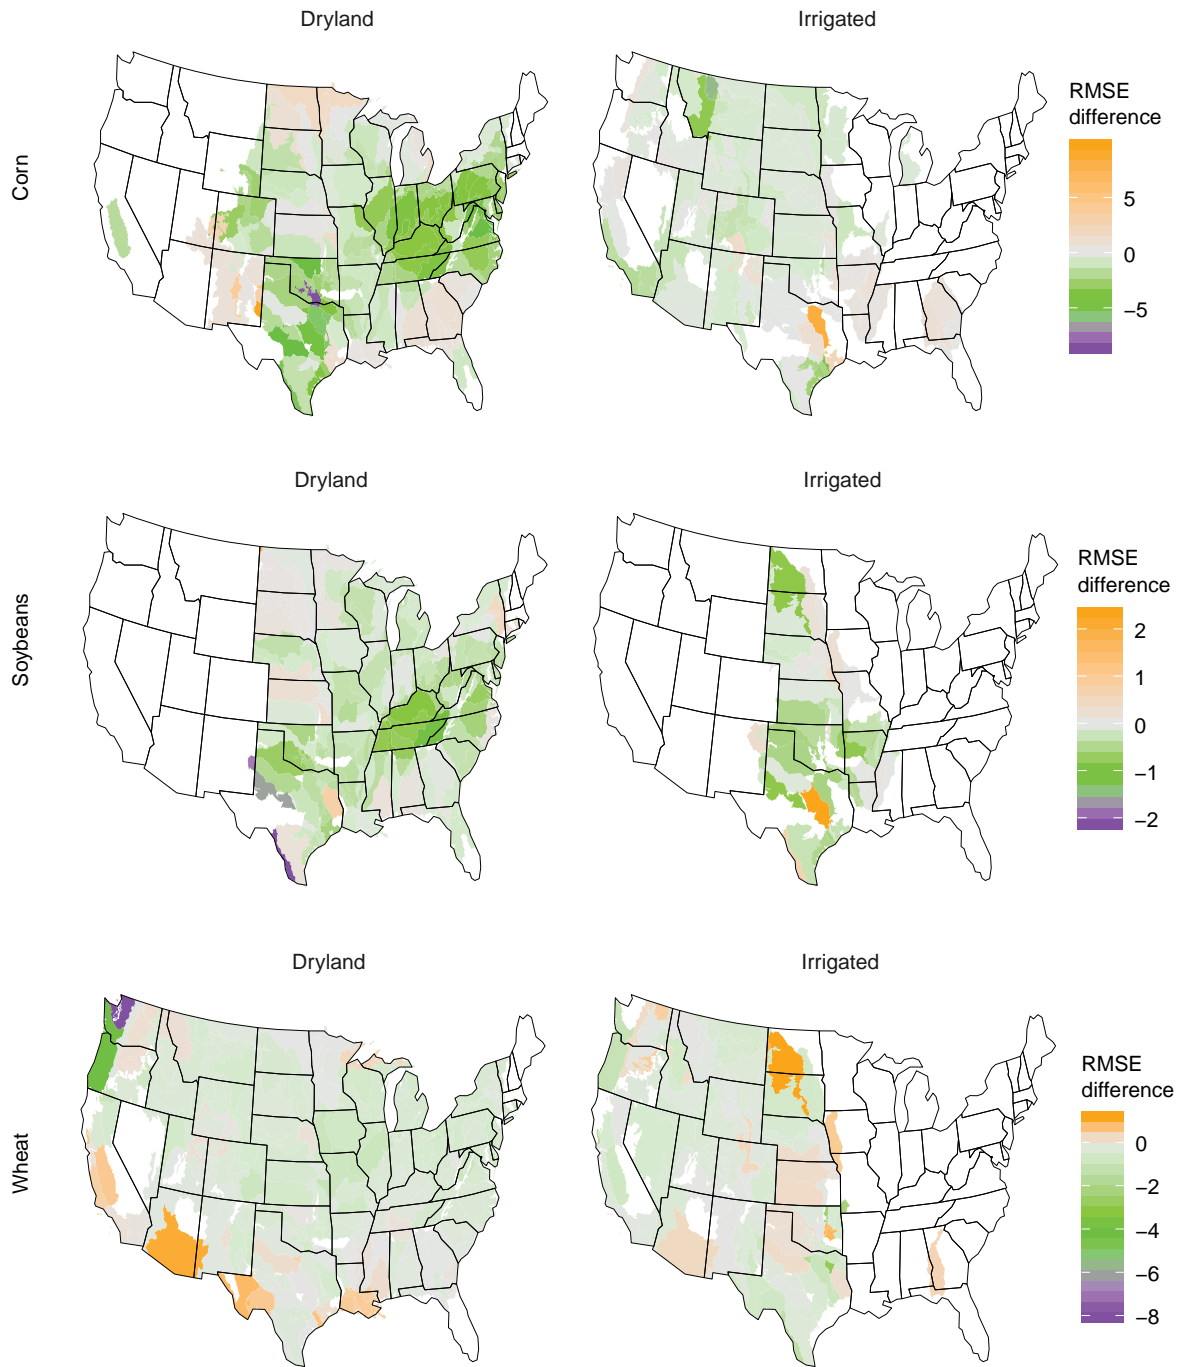 Dryland
Irrigated
Corn
RMSE
difference
5
0
−5
Dryland
Irrigated
Soybeans
RMSE
difference
2
1
0
−1
−2
Dryland
Irrigated
Wheat
RMSE
difference
0
−2
−4
−6
−8